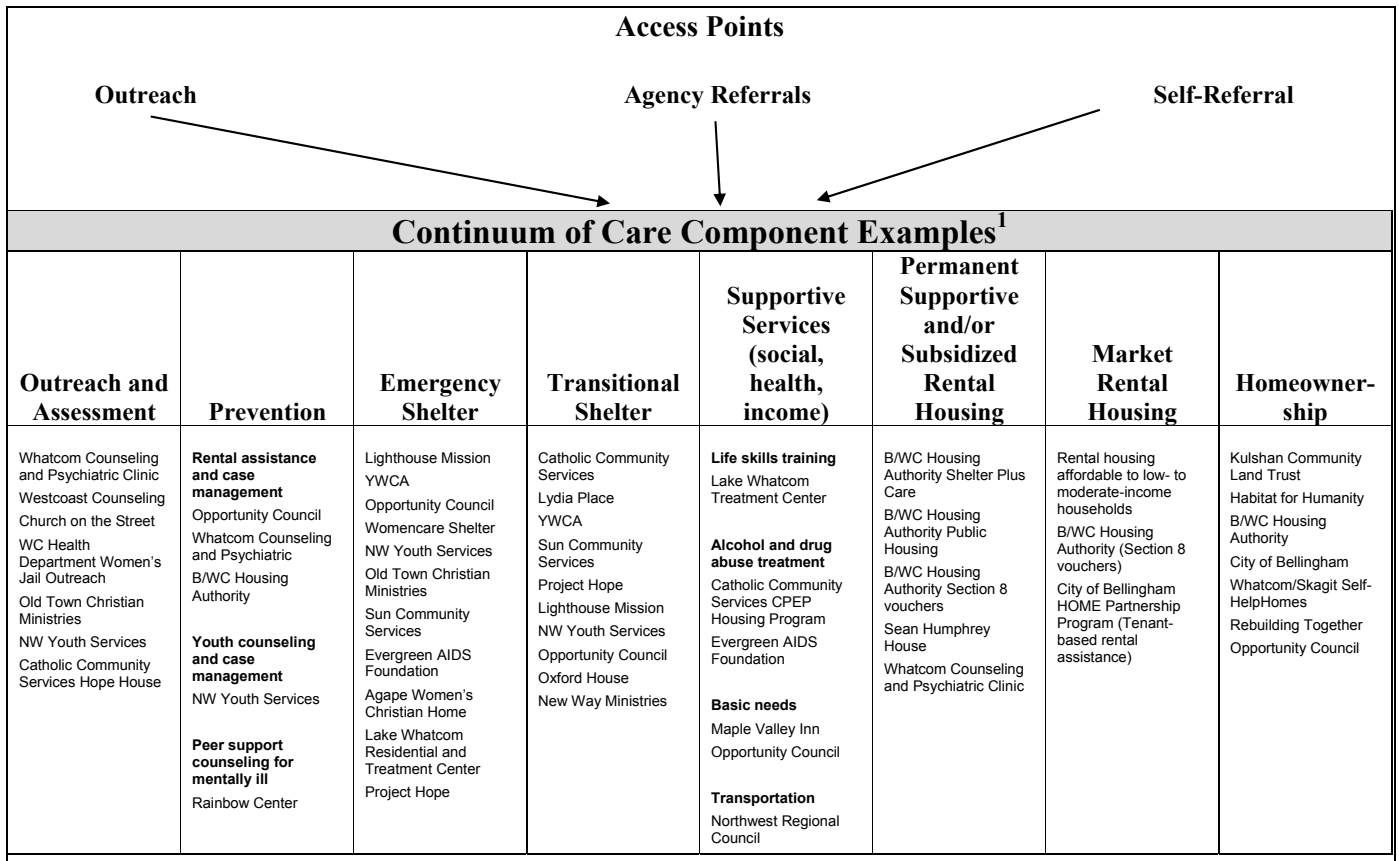 Access Points
Outreach
Agency Referrals
Self-Referral
Continuum of Care Component Examples1
Outreach and
Assessment
Prevention
Emergency
Shelter
Transitional
Shelter
Supportive
Services
(social,
health,
income)
Permanent
Supportive
and/or
Subsidized
Rental
Housing
Market
Rental
Housing
Homeowner-
ship
Whatcom Counseling
and Psychiatric Clinic
Westcoast Counseling
Church on the Street
WC Health
Department Women's
Jail Outreach
Old Town Christian
Ministries
NW Youth Services
Catholic Community
Services Hope House
Rental assistance
and case
management
Opportunity Council
Whatcom Counseling
and Psychiatric
B/WC Housing
Authority
Youth counseling
and case
management
NW Youth Services
Peer support
counseling for
mentally ill
Rainbow Center
Lighthouse Mission
YWCA
Opportunity Council
Womencare Shelter
NW Youth Services
Old Town Christian
Ministries
Sun Community
Services
Evergreen AIDS
Foundation
Agape Women's
Christian Home
Lake Whatcom
Residential and
Treatment Center
Project Hope
Catholic Community
Services
Lydia Place
YWCA
Sun Community
Services
Project Hope
Lighthouse Mission
NW Youth Services
Opportunity Council
Oxford House
New Way Ministries
Life skills training
Lake Whatcom
Treatment Center
Alcohol and drug
abuse treatment
Catholic Community
Services CPEP
Housing Program
Evergreen AIDS
Foundation
Basic needs
Maple Valley Inn
Opportunity Council
Transportation
Northwest Regional
Council
B/WC Housing
Authority Shelter Plus
Care
B/WC Housing
Authority Public
Housing
B/WC Housing
Authority Section 8
vouchers
Sean Humphrey
House
Whatcom Counseling
and Psychiatric Clinic
Rental housing
affordable to low- to
moderate-income
households
B/WC Housing
Authority (Section 8
vouchers)
City of Bellingham
HOME Partnership
Program (Tenant-
based rental
assistance)
Kulshan Community
Land Trust
Habitat for Humanity
B/WC Housing
Authority
City of Bellingham
Whatcom/Skagit Self-
HelpHomes
Rebuilding Together
Opportunity Council